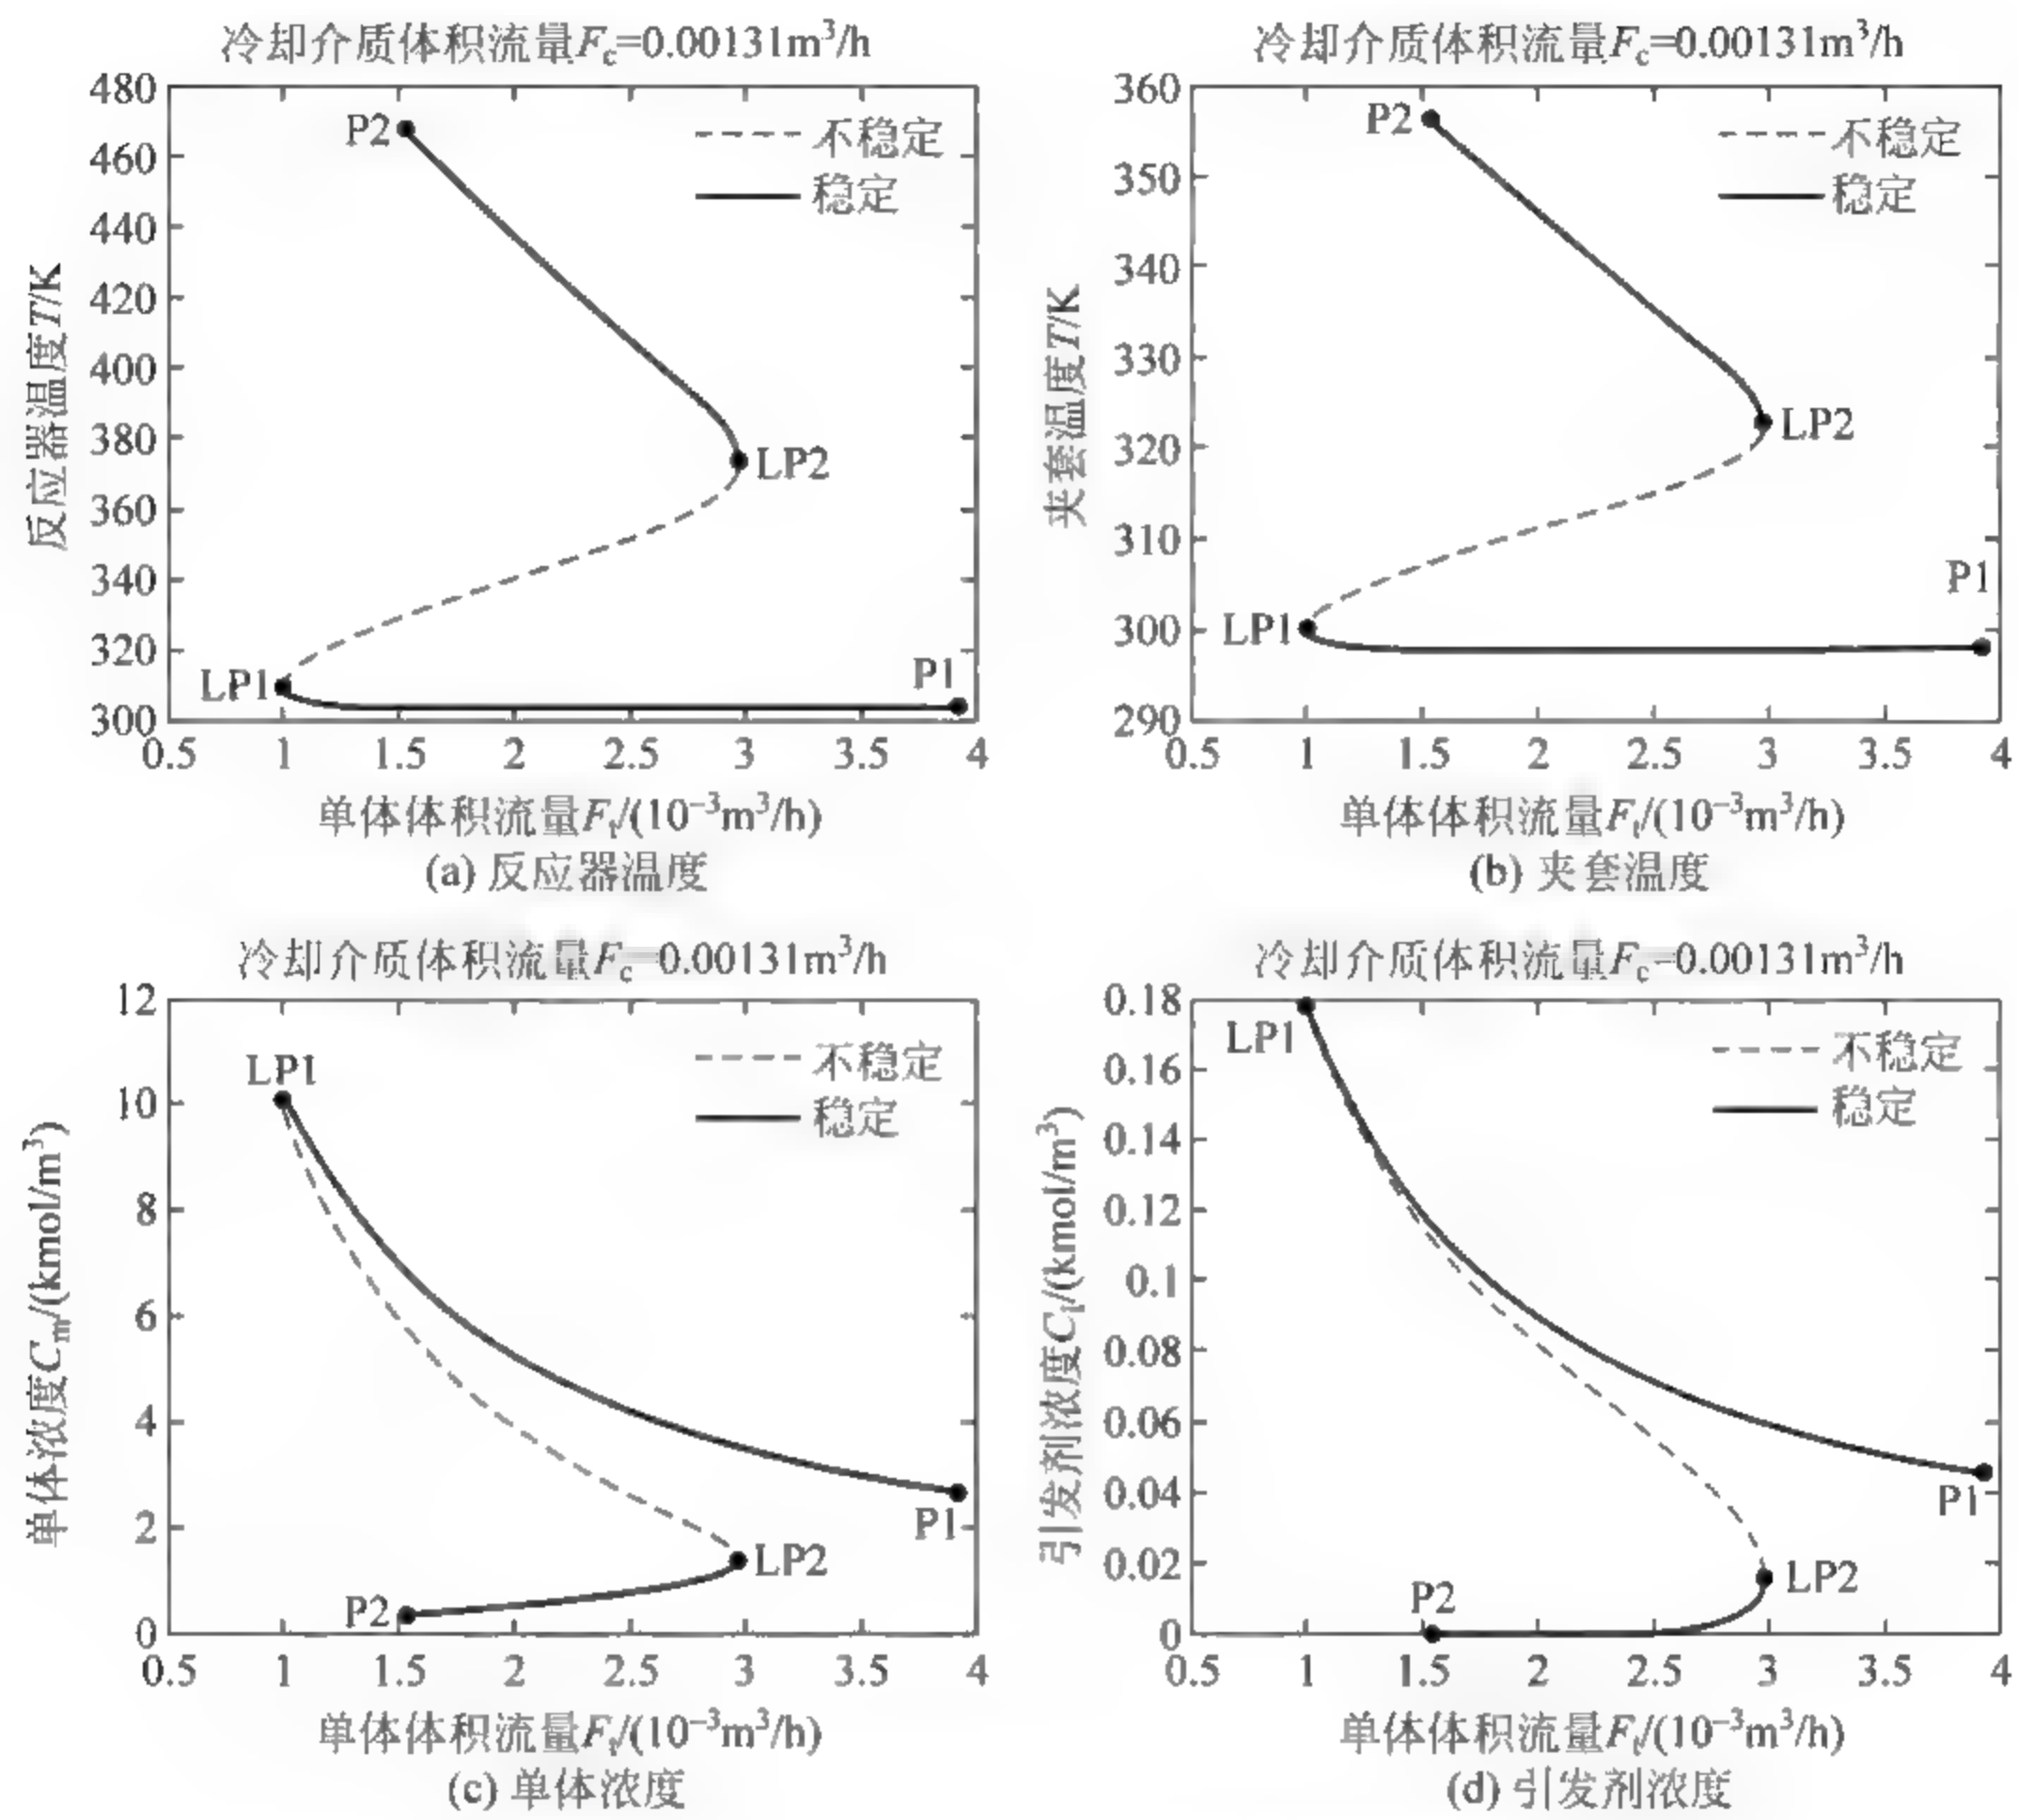 冷却介质体积流量Fc=0.00131m³/h
480
460
440
420
400
380
360
340
320
300
反应器温度T/K
P2
不稳定
稳定
LP2
LP1
P1
0.5 1 1.5 2 2.5 3 3.5 4
单体体积流量Ft/(10⁻³m³/h)
(a) 反应器温度
冷却介质体积流量Fc=0.00131m³/h
360
350
340
330
320
310
300
290
夹套温度T/K
P2
不稳定
稳定
LP2
P1
LP1
0.5 1 1.5 2 2.5 3 3.5 4
单体体积流量Ft/(10⁻³m³/h)
(b) 夹套温度
冷却介质体积流量Fc=0.00131m³/h
12
10
8
6
4
2
0
单体浓度Cm/(kmol/m³)
LP1
不稳定
稳定
P1
LP2
P2
0.5 1 1.5 2 2.5 3 3.5 4
单体体积流量Ft/(10⁻³m³/h)
(c) 单体浓度
冷却介质体积流量Fc=0.00131m³/h
0.18
0.16
0.14
0.12
0.1
0.08
0.06
0.04
0.02
0
引发剂浓度CI/(kmol/m³)
LP1
不稳定
稳定
P1
LP2
P2
0.5 1 1.5 2 2.5 3 3.5 4
单体体积流量Ft/(10⁻³m³/h)
(d) 引发剂浓度